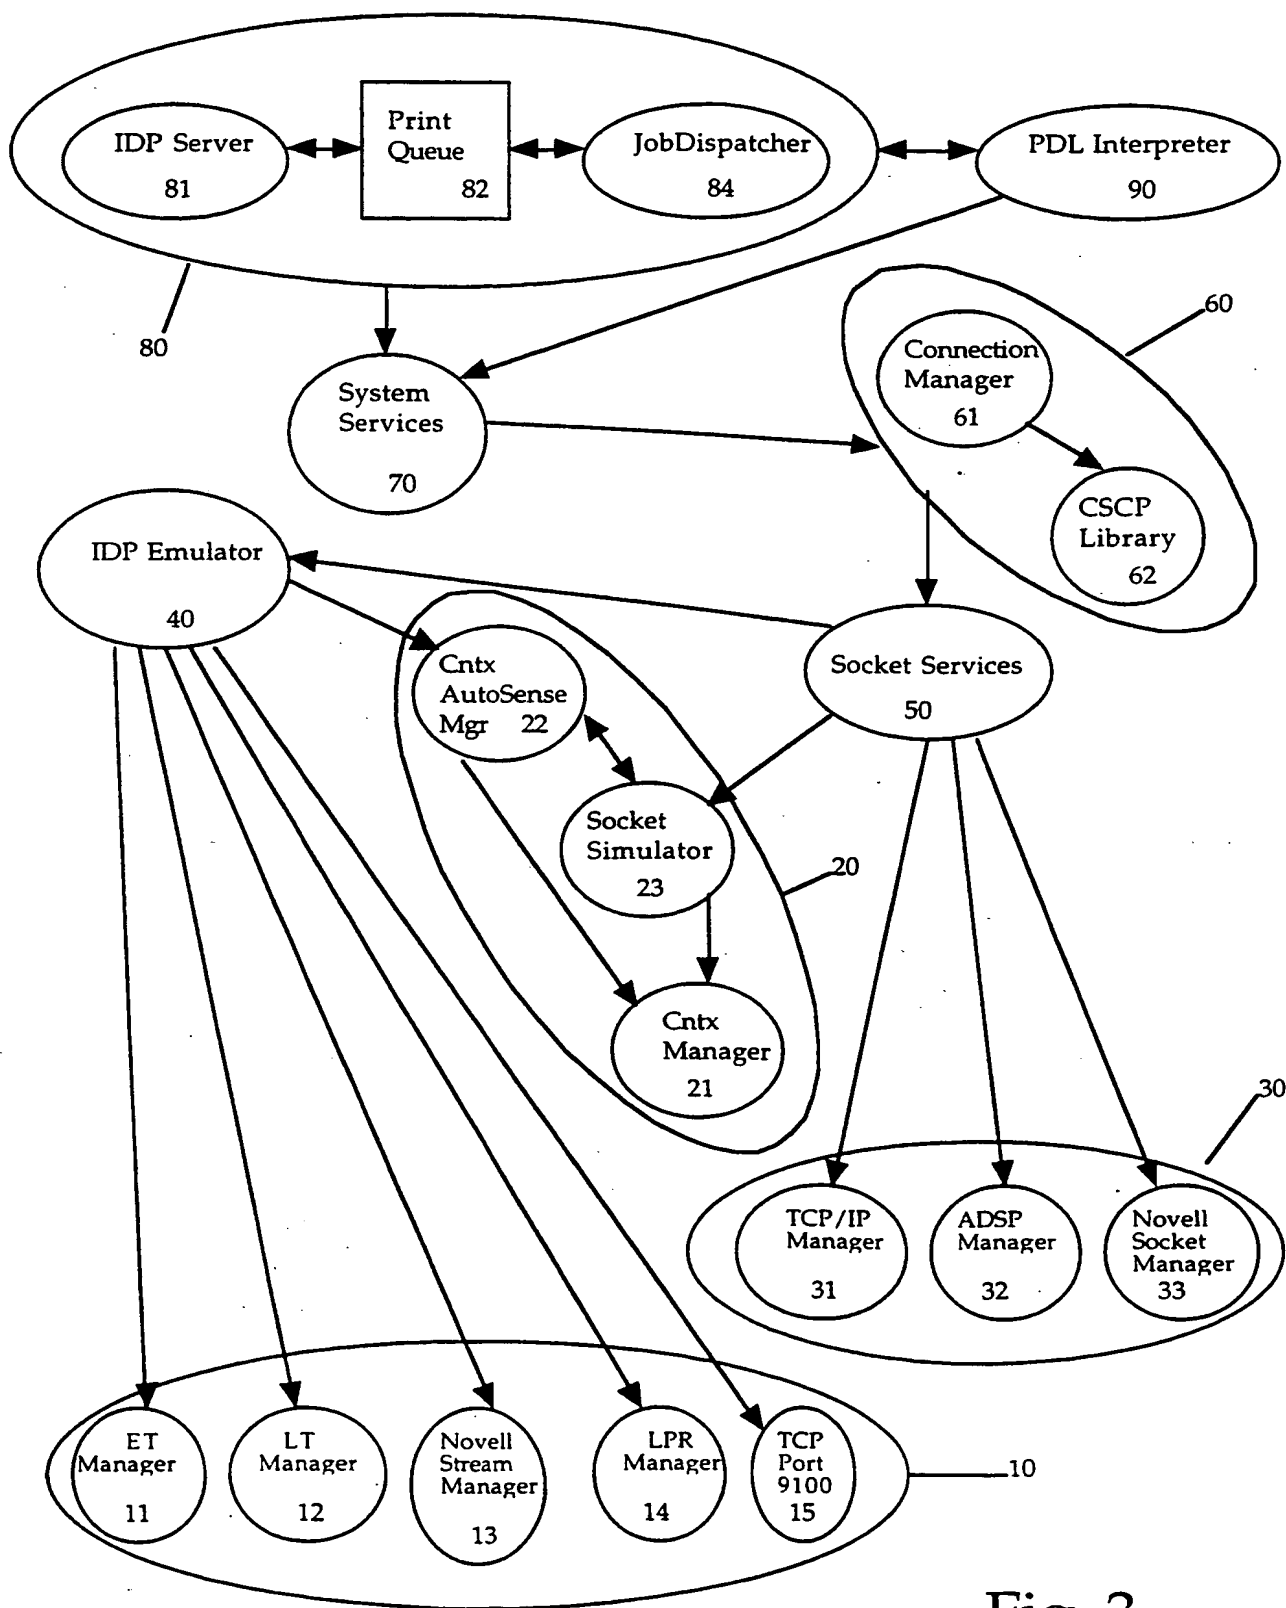 IDP Server
81
Print
Queue
82
JobDispatcher
84
PDL Interpreter
90
80
60
Connection
Manager
61
System
Services
70
CSCP
Library
62
IDP Emulator
40
Cntx
AutoSense
Mgr 22
Socket Services
50
Socket
Simulator
23
20
Cntx
Manager
21
30
TCP/IP
Manager
31
ADSP
Manager
32
Novell
Socket
Manager
33
ET
Manager
11
LT
Manager
12
Novell
Stream
Manager
13
LPR
Manager
14
TCP
Port
9100
15
10